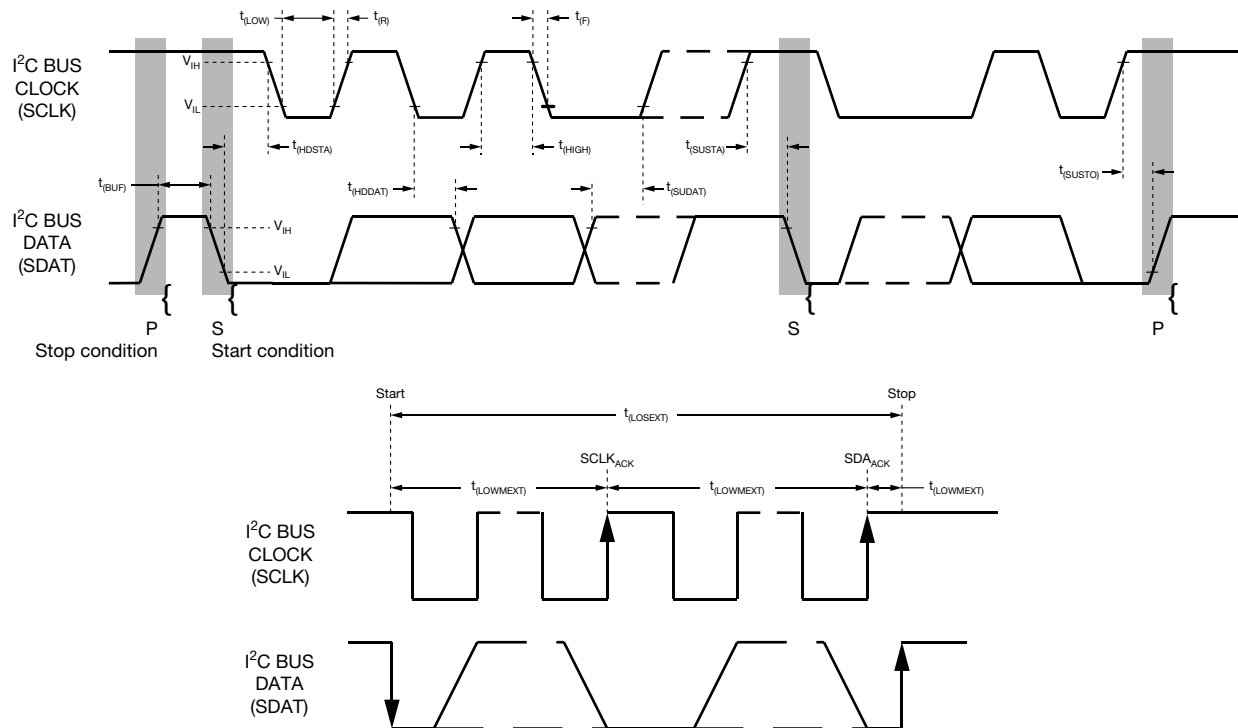 t(LOW)
t(R)
t(F)
I²C BUS
CLOCK
(SCLK)
VIH
VIL
t(HDSTA)
t(HIGH)
t(SUSTA)
t(BUF)
t(HDDAT)
t(SUDAT)
t(SUSTO)
I²C BUS
DATA
(SDAT)
VIH
VIL
{
{
{
{
P
S
S
P
Stop condition
Start condition
Start
Stop
t(LOSEXT)
SCLKACK
SDAACK
t(LOWMEXT)
t(LOWMEXT)
t(LOWMEXT)
I²C BUS
CLOCK
(SCLK)
I²C BUS
DATA
(SDAT)